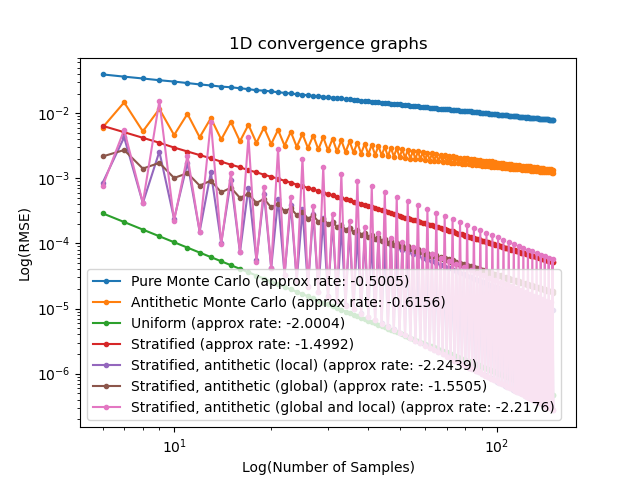 1D convergence graphs
Log(RMSE)
10⁻²
10⁻³
10⁻⁴
10⁻⁵
10⁻⁶
Pure Monte Carlo (approx rate: -0.5005)
Antithetic Monte Carlo (approx rate: -0.6156)
Uniform (approx rate: -2.0004)
Stratified (approx rate: -1.4992)
Stratified, antithetic (local) (approx rate: -2.2439)
Stratified, antithetic (global) (approx rate: -1.5505)
Stratified, antithetic (global and local) (approx rate: -2.2176)
10¹ 10²
Log(Number of Samples)